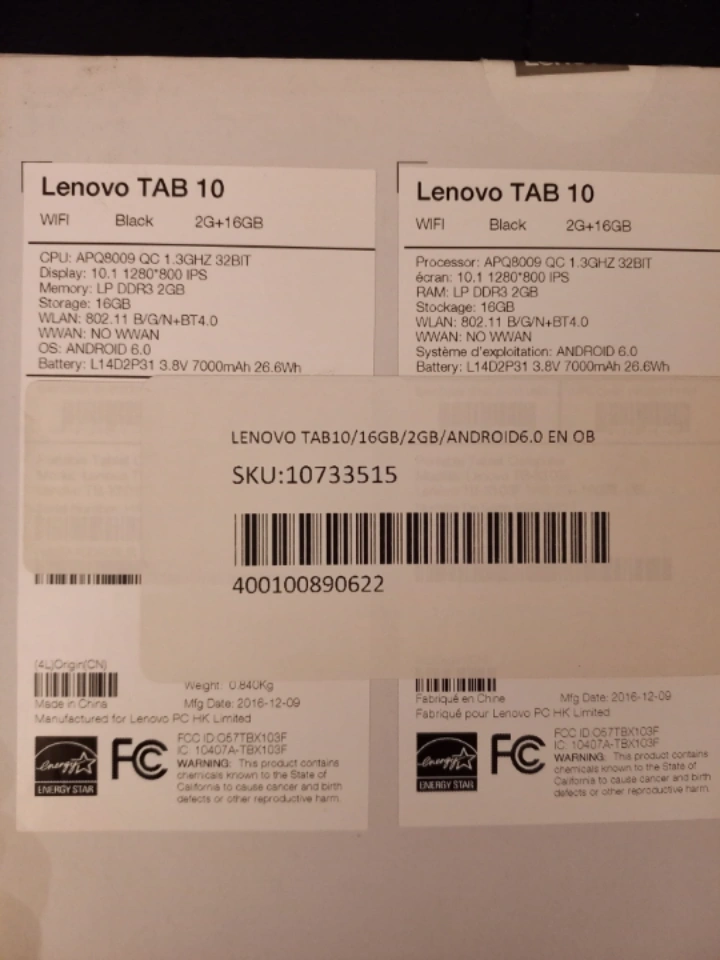 Lenovo TAB 10
WIFI Black 2G+16GB
CPU: APQ8009 QC 1.3GHZ 32BIT
Display: 10.1 1280*800 IPS
Memory: LP DDR3 2GB
Storage: 16GB
WLAN: 802.11 B/G/N+BT4.0
WWAN: NO WWAN
OS: ANDROID 6.0
Battery: L14D2P31 3.8V 7000mAh 26.6Wh
Lenovo TAB 10
WIFI Black 2G+16GB
Processor: APQ8009 QC 1.3GHZ 32BIT
écran: 10.1 1280*800 IPS
RAM: LP DDR3 2GB
Stockage: 16GB
WLAN: 802.11 B/G/N+BT4.0
WWAN: NO WWAN
Système d'exploitation: ANDROID 6.0
Battery: L14D2P31 3.8V 7000mAh 26.6Wh
LENOVO TAB10/16GB/2GB/ANDROID6.0 EN OB
SKU:10733515
400100890622
(4L)Origin(CN)
Weight: 0.840Kg
Made in China Mfg Date: 2016-12-09
Manufactured for Lenovo PC HK Limited
energy
ENERGY STAR
FC
FCC ID:O57TBX103F
IC: 10407A-TBX103F
WARNING: This product contains
chemicals known to the State of
California to cause cancer and birth
defects or other reproductive harm.
Fabriqué en Chine Mfg Date: 2016-12-09
Fabriqué pour Lenovo PC HK Limited
energy
ENERGY STAR
FC
FCC ID:O57TBX103F
IC: 10407A-TBX103F
WARNING: This product contains
chemicals known to the State of
California to cause cancer and birth
defects or other reproductive harm.